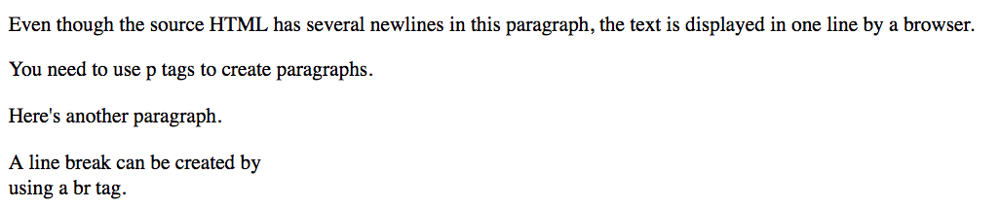 Even though the source HTML has several newlines in this paragraph, the text is displayed in one line by a browser.
You need to use p tags to create paragraphs.
Here's another paragraph.
A line break can be created by
using a br tag.